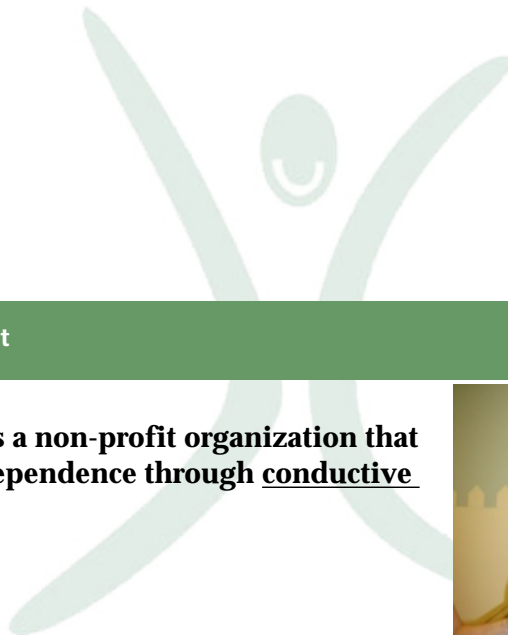 t
s a non-profit organization that
ependence through conductive